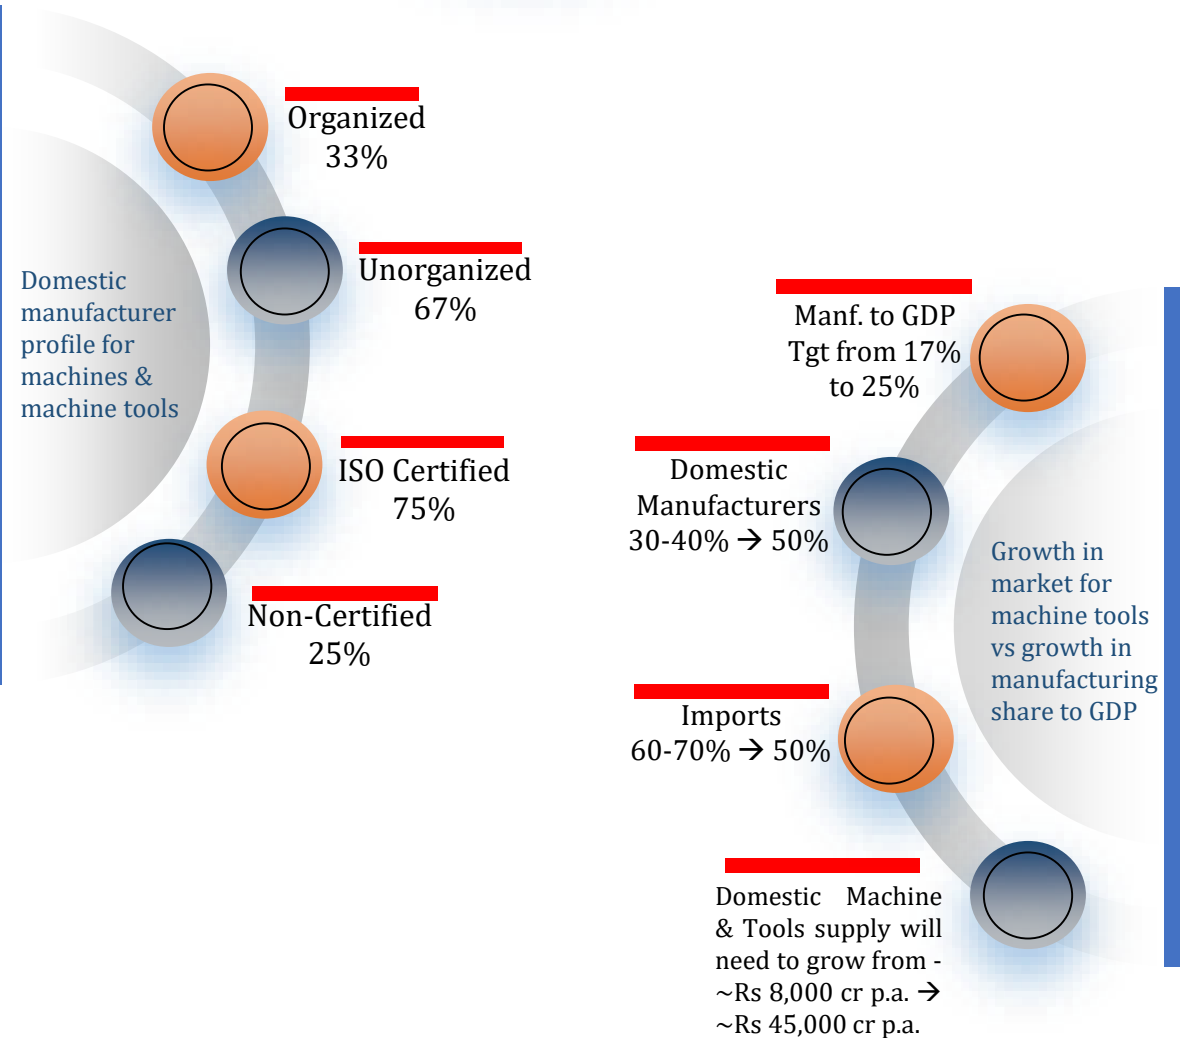 Domestic
manufacturer
profile for
machines &
machine tools
Organized
33%
Unorganized
67%
ISO Certified
75%
Non-Certified
25%
Growth in
market for
machine tools
vs growth in
manufacturing
share to GDP
Manf. to GDP
Tgt from 17%
to 25%
Domestic
Manufacturers
30-40% → 50%
Imports
60-70% → 50%
Domestic Machine
& Tools supply will
need to grow from -
~Rs 8,000 cr p.a. →
~Rs 45,000 cr p.a.